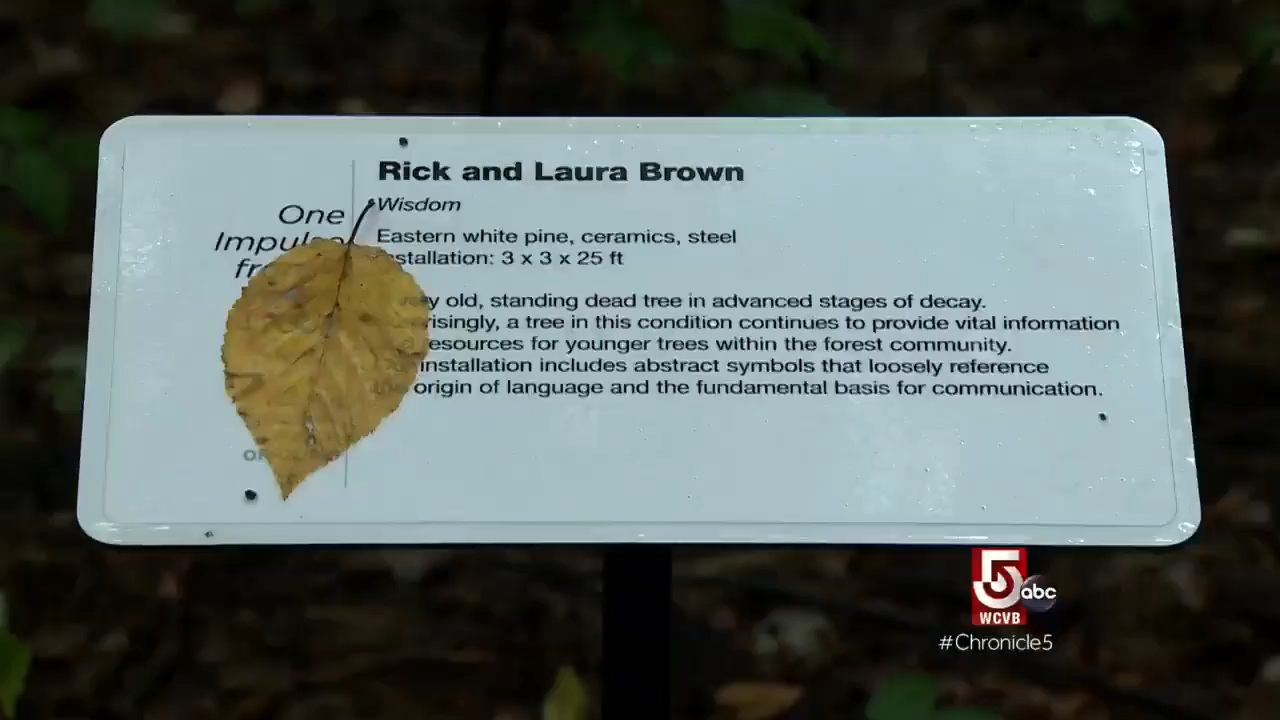 One
fr
Rick and Laura Brown
Wisdom
Eastern white pine, ceramics, steel
Installation: 3 x 3 x 25 ft
old, standing dead tree in advanced stages of decay.
a tree in this condition continues to provide vital information
resources for younger trees within the forest community.
installation includes abstract symbols that loosely reference
origin of language and the fundamental basis for communication.
5 abc
WCVB
#Chronicle5